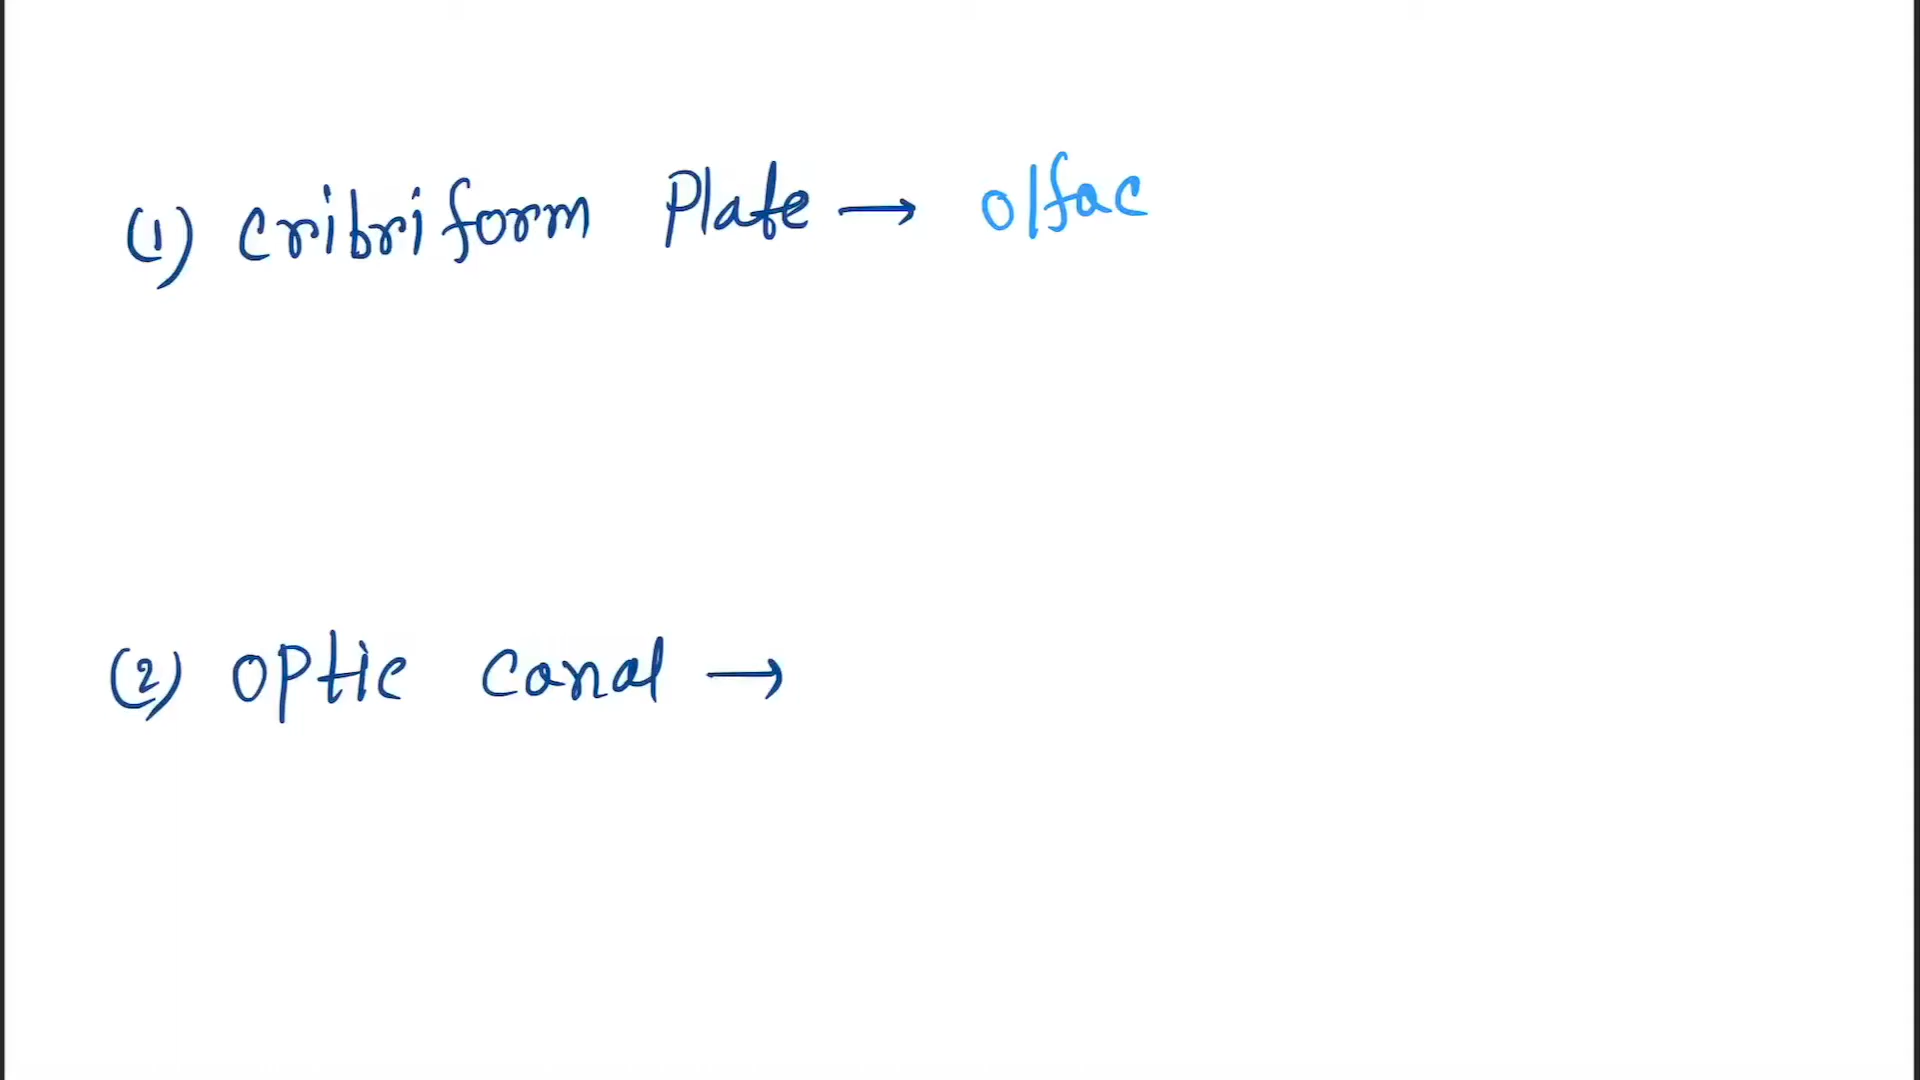 (1) cribriform Plate → olfac
(2) optic canal →